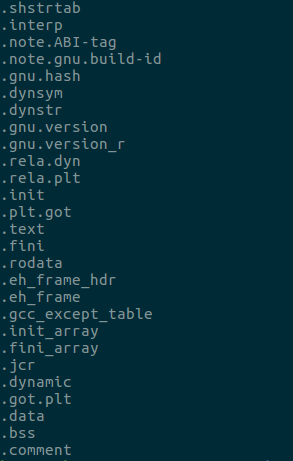 .shstrtab
.interp
.note.ABI-tag
.note.gnu.build-id
.gnu.hash
.dynsym
.dynstr
.gnu.version
.gnu.version_r
.rela.dyn
.rela.plt
.init
.plt.got
.text
.fini
.rodata
.eh_frame_hdr
.eh_frame
.gcc_except_table
.init_array
.fini_array
.jcr
.dynamic
.got.plt
.data
.bss
.comment